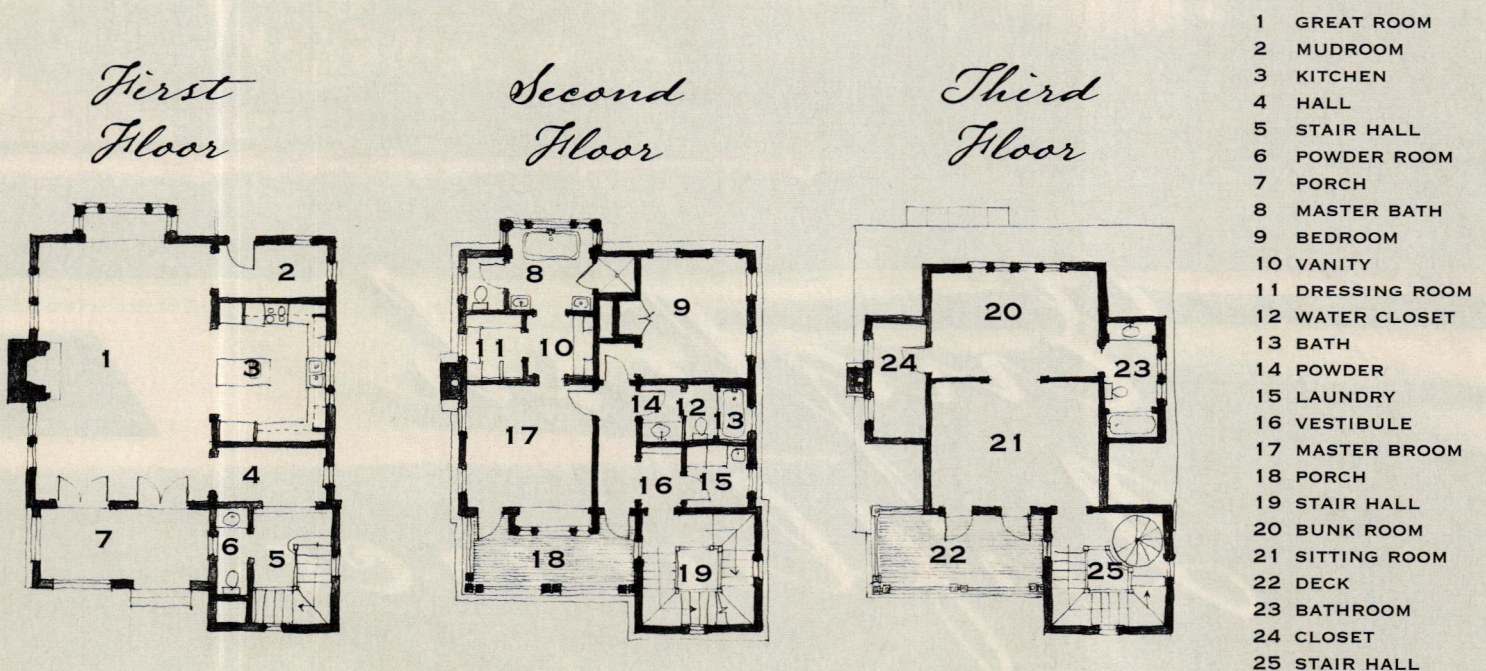 First
Floor
1
2
3
4
5
6
7
Second
Floor
8
9
10
11
12
13
14
15
16
17
18
19
Third
Floor
20
21
22
23
24
25
1 GREAT ROOM
2 MUDROOM
3 KITCHEN
4 HALL
5 STAIR HALL
6 POWDER ROOM
7 PORCH
8 MASTER BATH
9 BEDROOM
10 VANITY
11 DRESSING ROOM
12 WATER CLOSET
13 BATH
14 POWDER
15 LAUNDRY
16 VESTIBULE
17 MASTER BROOM
18 PORCH
19 STAIR HALL
20 BUNK ROOM
21 SITTING ROOM
22 DECK
23 BATHROOM
24 CLOSET
25 STAIR HALL